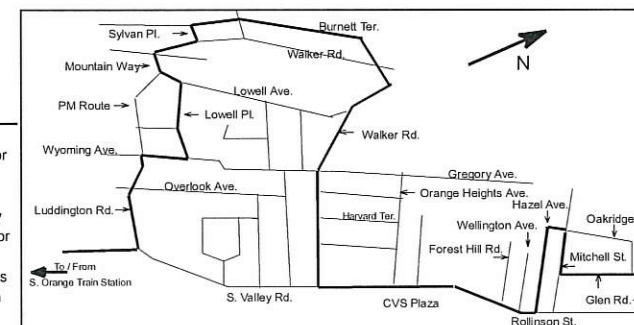 Sylvan Pl.
Burnett Ter.
Walker Rd.
N
Mountain Way
Lowell Ave.
PM Route
Lowell Pl.
or
Walker Rd.
Wyoming Ave.
Gregory Ave.
Overlook Ave.
Orange Heights Ave.
Hazel Ave.
Luddington Rd.
Harvard Ter.
Wellington Ave.
Oakridge
or
Forest Hill Rd.
Mitchell St.
To / From
S. Orange Train Station
S. Valley Rd.
CVS Plaza
Glen Rd.
Rollinson St.